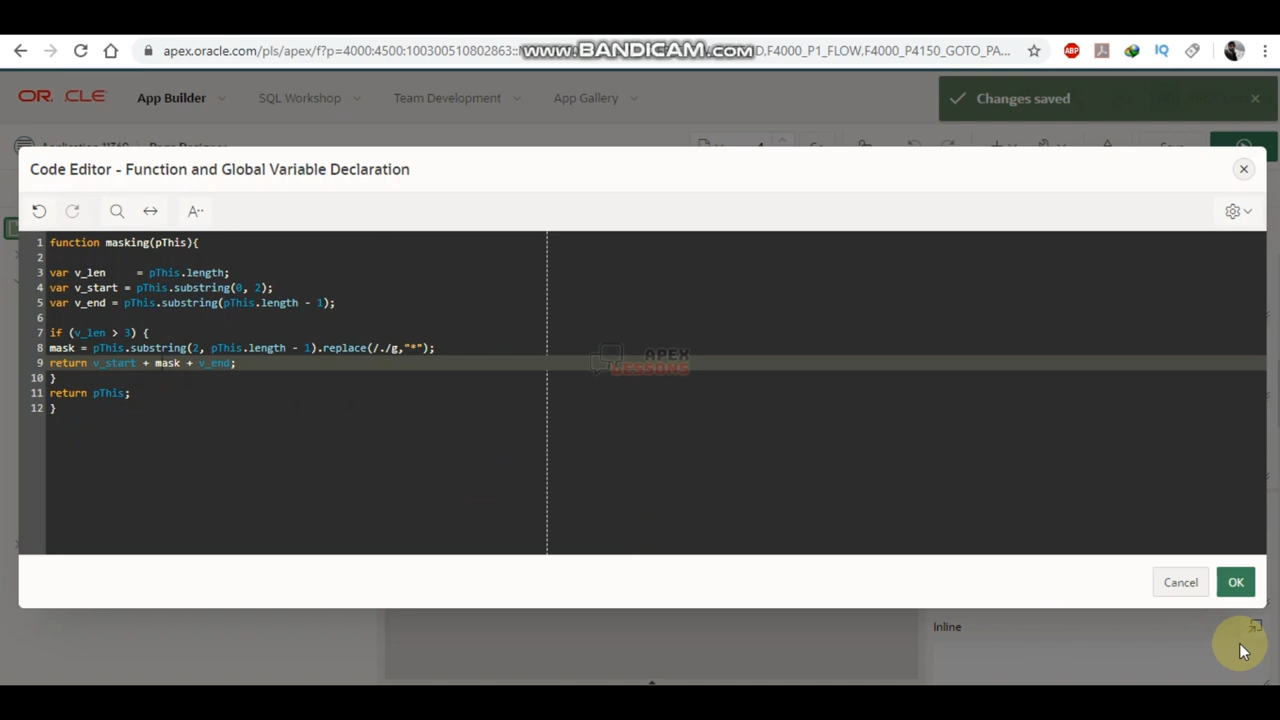 apex.oracle.com/pls/apex/f?p=4000:4500:100300510802863::
www.BANDICAM.com
D,F4000_P1_FLOW,F4000_P4150_GOTO_PA...
ABP
IQ
OR CLE
App Builder
SQL Workshop
Team Development
App Gallery
Changes saved
Code Editor - Function and Global Variable Declaration
A··
1 function masking(pThis){
2
3 var v_len     = pThis.length;
4 var v_start = pThis.substring(0, 2);
5 var v_end = pThis.substring(pThis.length - 1);
6
7 if (v_len > 3) {
8 mask = pThis.substring(2, pThis.length - 1).replace(/./g,"*");
9 return v_start + mask + v_end;
10 }
11 return pThis;
12 }
APEX
LESSONS
Cancel
OK
Inline